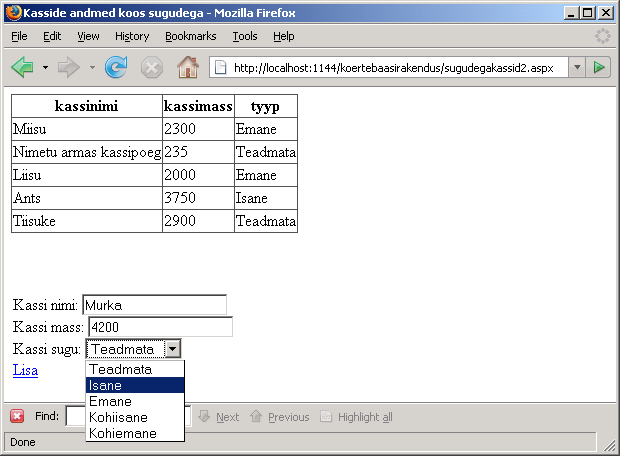 Kasside andmed koos sugudega - Mozilla Firefox
File Edit View History Bookmarks Tools Help
http://localhost:1144/koertebaasirakendus/sugudegakassid2.aspx
kassinimi kassimass tyyp
Miisu 2300 Emane
Nimetu armas kassipoeg 235 Teadmata
Liisu 2000 Emane
Ants 3750 Isane
Tiisuke 2900 Teadmata
Kassi nimi: Murka
Kassi mass: 4200
Kassi sugu: Teadmata
Lisa
Teadmata
Isane
Emane
Kohiisane
Kohiemane
Find: Next Previous Highlight all
Done